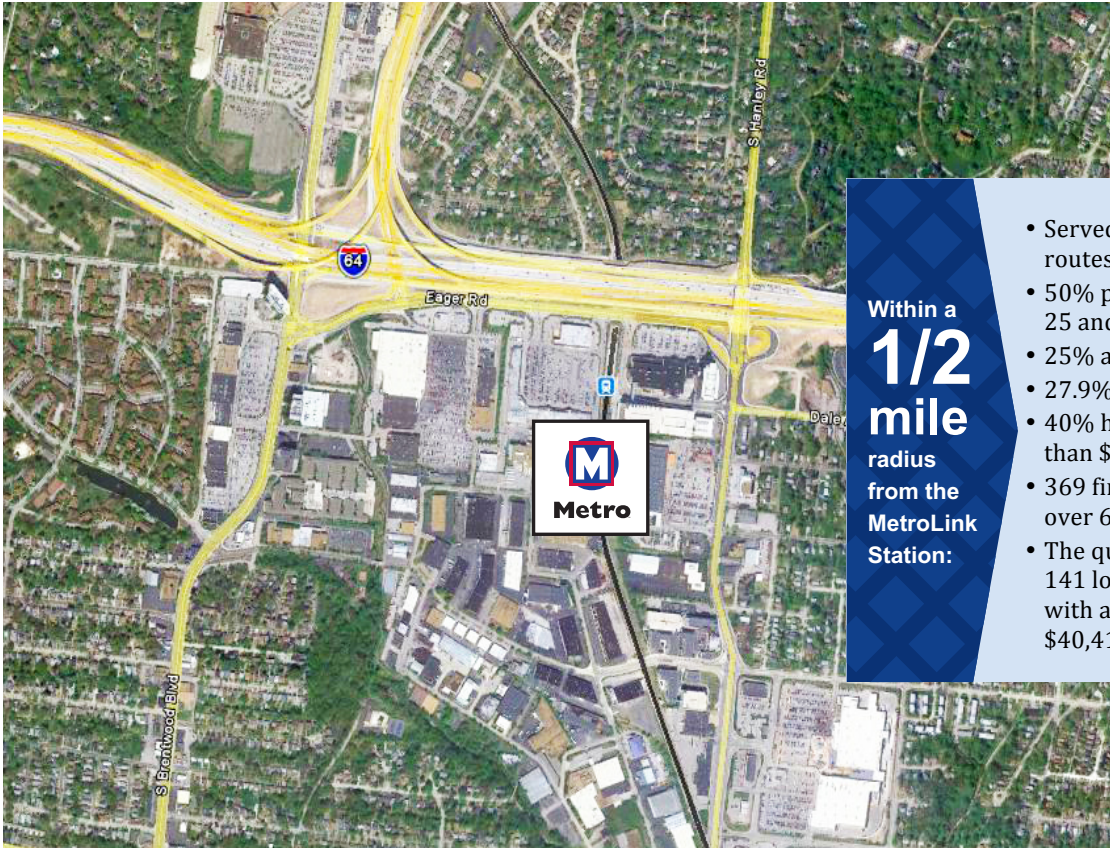 S Hanley Rd
64
Eager Rd
M
Metro
S Brentwood Blvd
Within a
1/2
mile
radius
from the
MetroLink
Station:
• Served
routes
• 50% p
25 and
• 25% a
• 27.9%
• 40% h
than $
• 369 fir
over 6
• The qu
141 lo
with a
$40,41
Dale